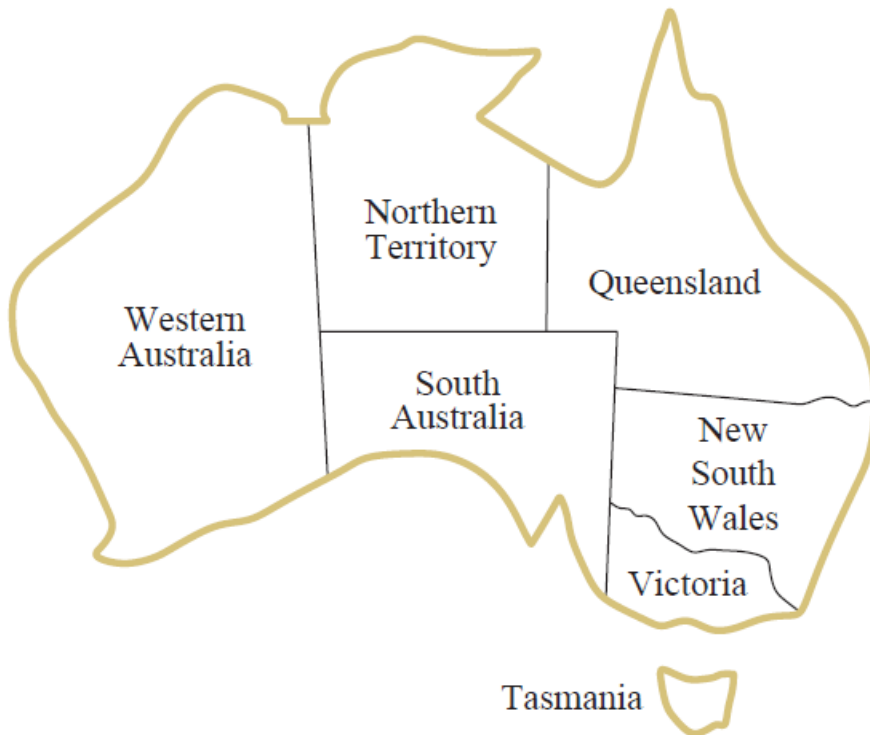 Northern
Territory
Queensland
Western
Australia
South
Australia
New
South
Wales
Victoria
Tasmania